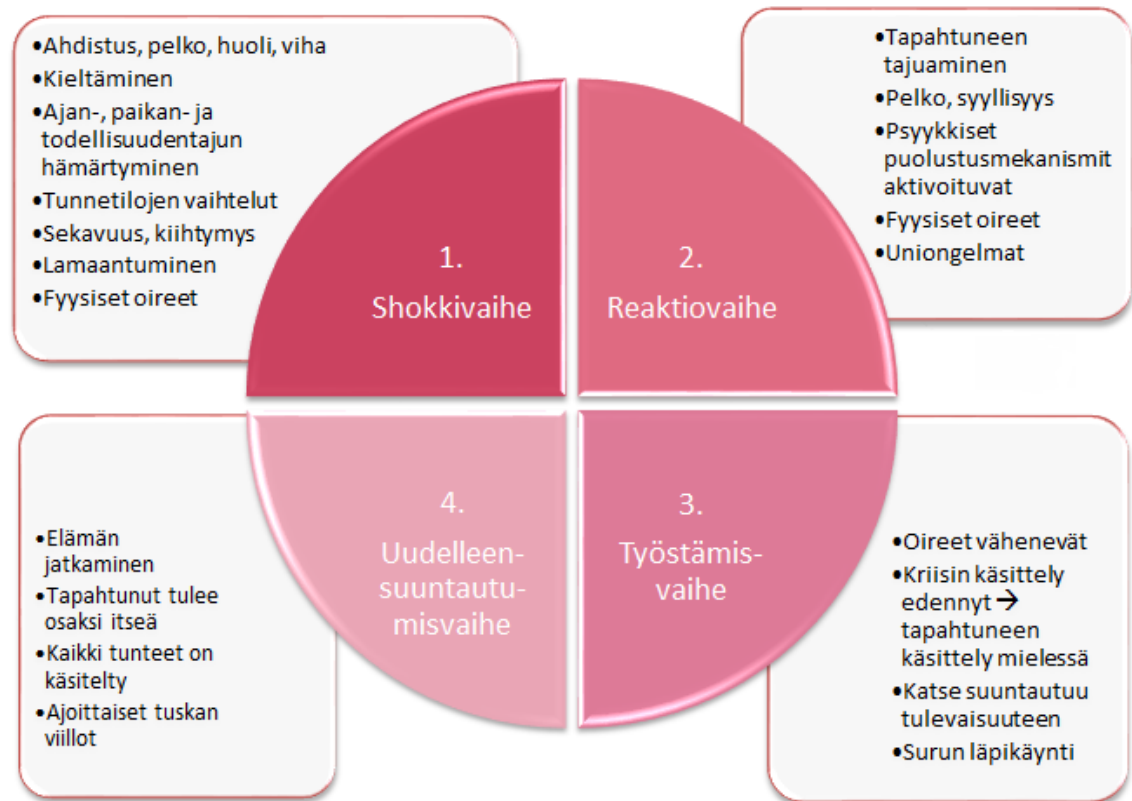 •Ahdistus, pelko, huoli, viha
•Kieltäminen
•Ajan-, paikan- ja
todellisuudentajun
hämärtyminen
•Tunnetilojen vaihtelut
•Sekavuus, kiihtymys
•Lamaantuminen
•Fyysiset oireet
•Tapahtuneen
tajuaminen
•Pelko, syyllisyys
•Psyykkiset
puolustusmekanismit
aktivoituvat
•Fyysiset oireet
•Uniongelmat
1.
Shokkivaihe
2.
Reaktiovaihe
3.
Työstämis-
vaihe
4.
Uudelleen-
suuntautu-
misvaihe
•Oireet vähenevät
•Kriisin käsittely
edennyt →
tapahtuneen
käsittely mielessä
•Katse suuntautuu
tulevaisuuteen
•Surun läpikäynti
•Elämän
jatkaminen
•Tapahtunut tulee
osaksi itseä
•Kaikki tunteet on
käsitelty
•Ajoittaiset tuskan
viillot